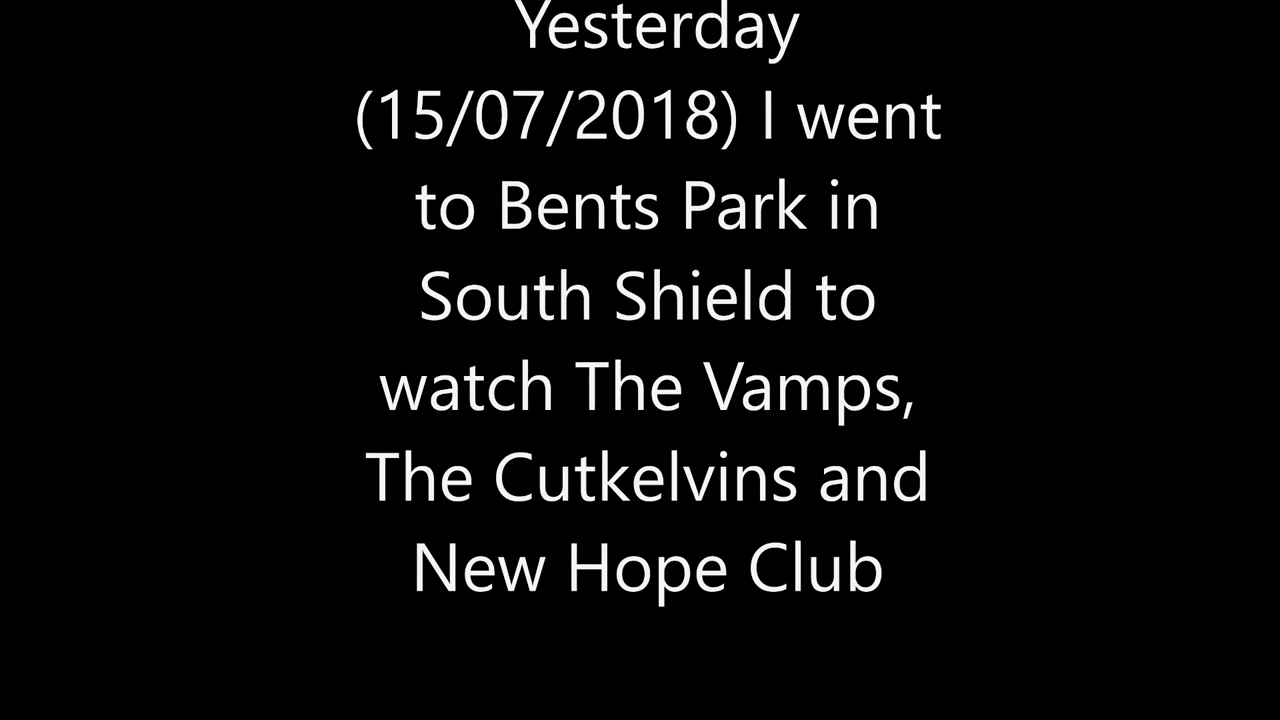 Yesterday
(15/07/2018) I went
to Bents Park in
South Shield to
watch The Vamps,
The Cutkelvins and
New Hope Club